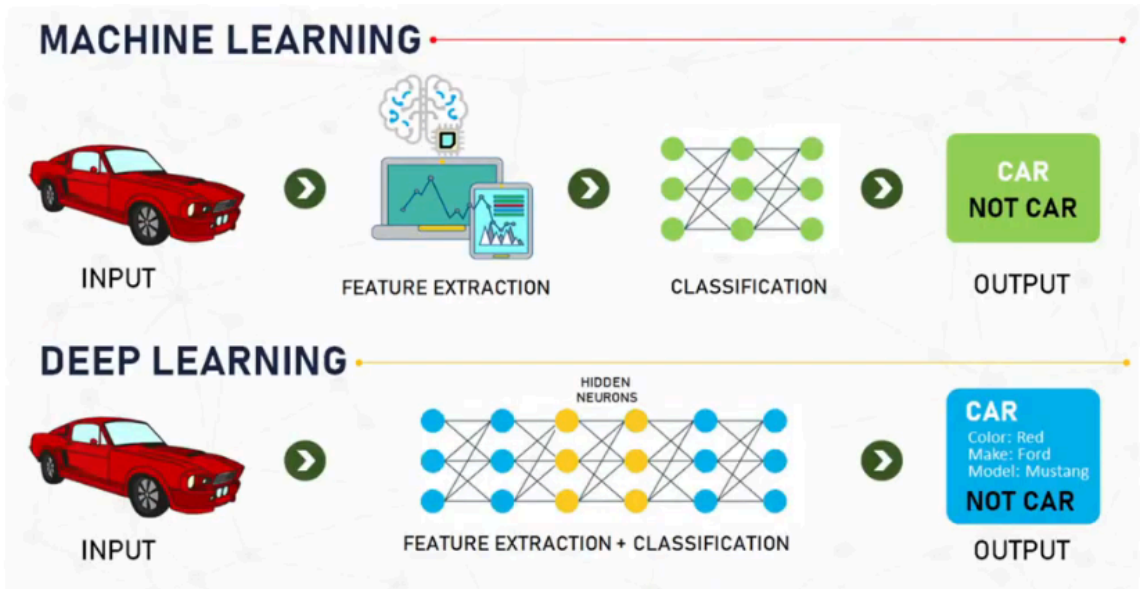 MACHINE LEARNING
INPUT
FEATURE EXTRACTION
CLASSIFICATION
CAR
NOT CAR
OUTPUT
DEEP LEARNING
INPUT
HIDDEN
NEURONS
FEATURE EXTRACTION + CLASSIFICATION
CAR
Color: Red
Make: Ford
Model: Mustang
NOT CAR
OUTPUT